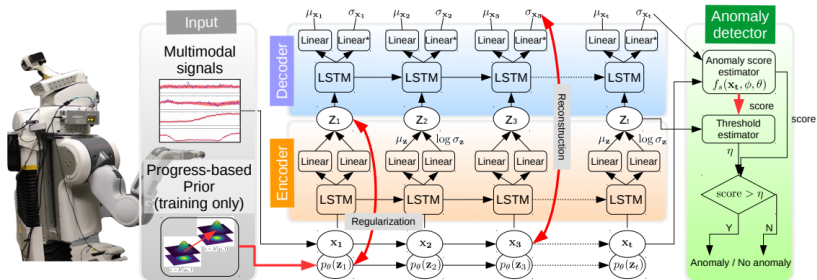 Input
Multimodal
signals
Progress-based
Prior
(training only)
Decoder
Encoder
μx₁ σx₁ μx₂ σx₂ μx₃ σx₃ μxₜ σxₜ
Linear Linear* Linear Linear* Linear Linear* Linear Linear*
LSTM LSTM LSTM LSTM
z₁ z₂ z₃ zₜ
μz log σz μz log σz
Linear Linear Linear Linear Linear Linear Linear Linear
LSTM LSTM LSTM LSTM
Regularization
Reconstruction
x₁ x₂ x₃ xₜ
pθ(z₁) pθ(z₂) pθ(z₃) pθ(zₜ)
Anomaly
detector
Anomaly score
estimator
fₛ(xₜ, ϕ, θ)
score
score
Threshold
estimator
η
score > η
Y N
Anomaly / No anomaly